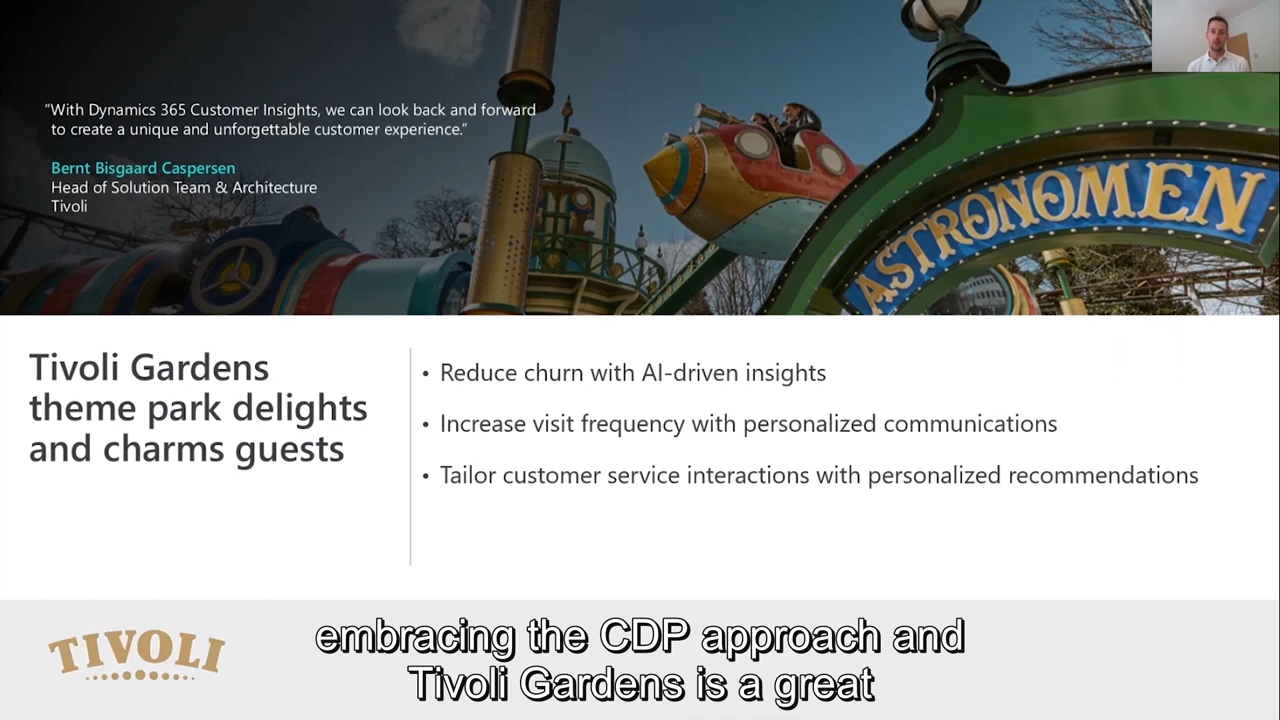 “With Dynamics 365 Customer Insights, we can look back and forward
to create a unique and unforgettable customer experience.”
Bernt Bisgaard Caspersen
Head of Solution Team & Architecture
Tivoli
ASTRONOMEN
Tivoli Gardens
theme park delights
and charms guests
• Reduce churn with AI-driven insights
• Increase visit frequency with personalized communications
• Tailor customer service interactions with personalized recommendations
TIVOLI
embracing the CDP approach and
Tivoli Gardens is a great